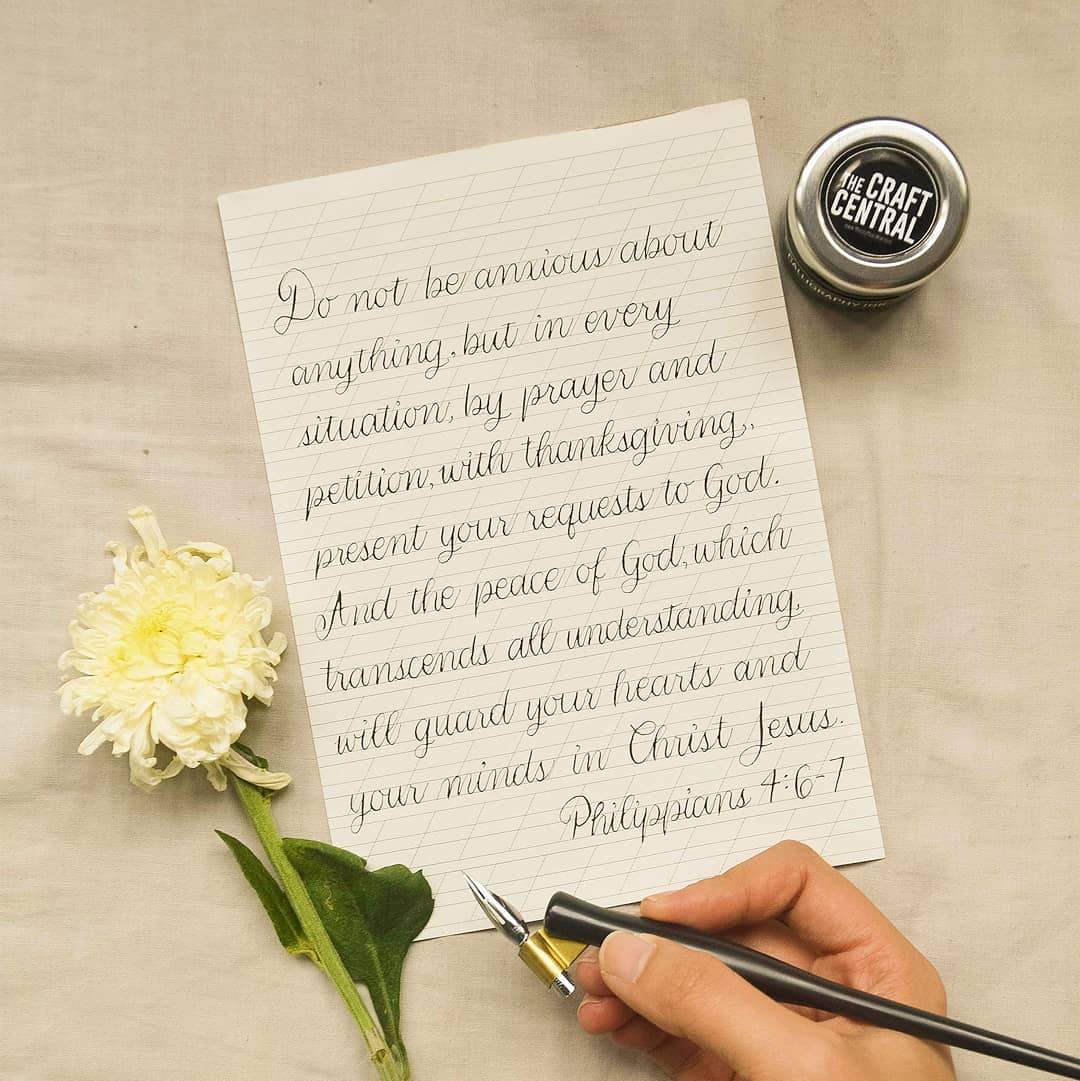 Do not be anxious about
anything, but in every
situation, by prayer and
petition, with thanksgiving,
present your requests to God.
And the peace of God, which
transcends all understanding,
will guard your hearts and
your minds in Christ Jesus.
Philippians 4:6-7
THE CRAFT
CENTRAL
CALLIGRAPHY INK